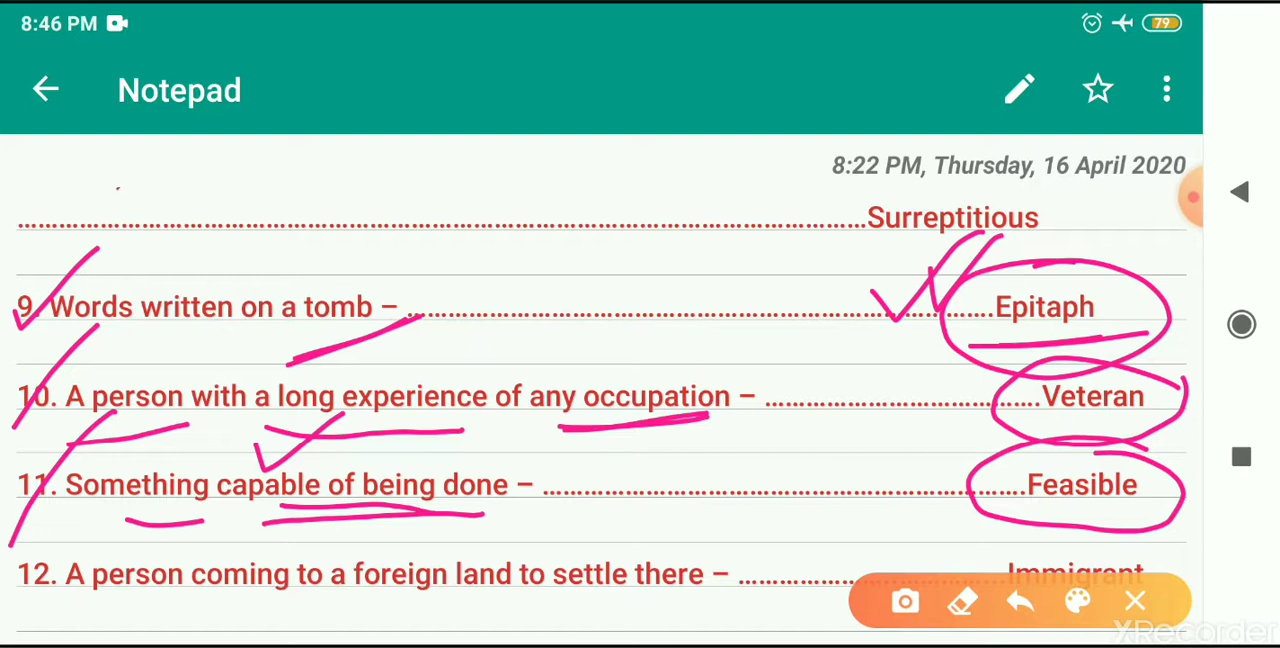 8:46 PM 79
Notepad
8:22 PM, Thursday, 16 April 2020
................................................Surreptitious
9. Words written on a tomb – ................................................Epitaph
10. A person with a long experience of any occupation – ................................Veteran
11. Something capable of being done – ................................................Feasible
12. A person coming to a foreign land to settle there – ................................Immigrant
XRecorder